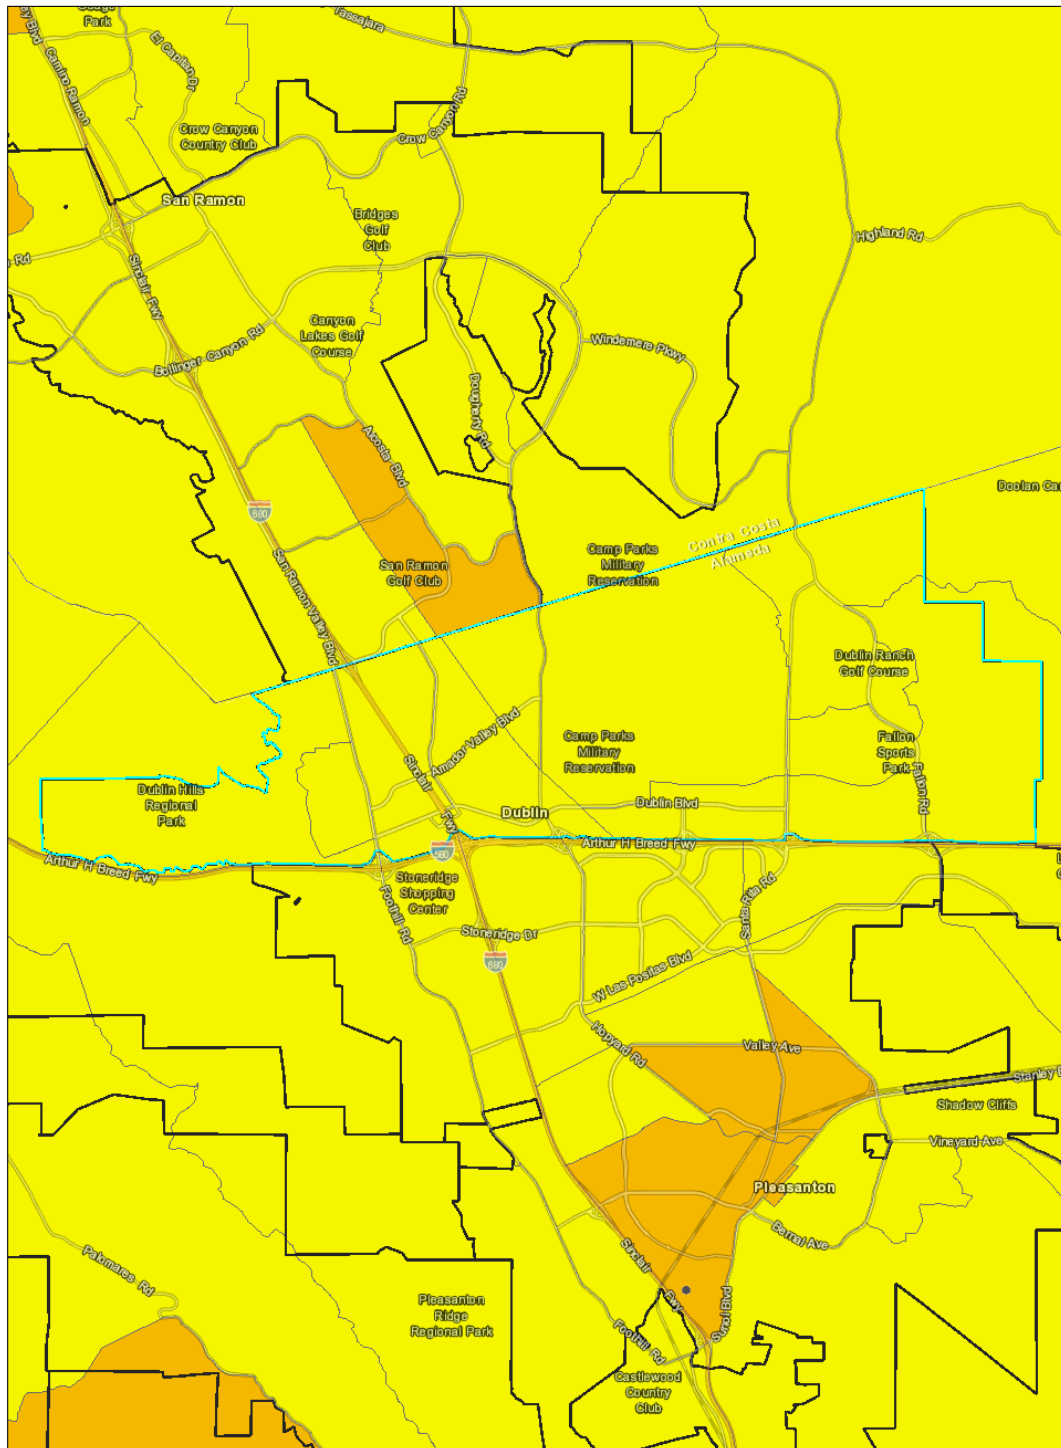 Park
Tassajara
ey Blvd
Camino Ramon
El Capitan Dr
Crow Canyon
Country Club
Crow Canyon Rd
San Ramon
Bridges
Golf
Club
Highland Rd
Rd
Sinclair Fwy
Canyon
Lakes Golf
Course
Bollinger Canyon Rd
Windemere Pkwy
Dougherty Rd
Acosta Blvd
Doolan Ca
680
Contra Costa
Alameda
Camp Parks
Military
Reservation
San Ramon
Golf Club
San Ramon Valley Blvd
Dublin Ranch
Golf Course
Amador Valley Blvd
Camp Parks
Military
Reservation
Fallon
Sports
Park
Fallon Rd
Sinclair
Fwy
Dublin Hills
Regional
Park
Dublin
Dublin Blvd
Arthur H Breed Fwy
580
Arthur H Breed Fwy
Stoneridge
Shopping
Center
Foothill Rd
Santa Rita Rd
Stoneridge Dr
680
W Las Positas Blvd
Hopyard Rd
Valley Ave
Stanley B
Shadow Cliffs
Vineyard Ave
Pleasanton
Bernal Ave
Palomares Rd
Sinclair
Fwy
Pleasanton
Ridge
Regional Park
Foothill Rd
Sunol Blvd
Castlewood
Country
Club